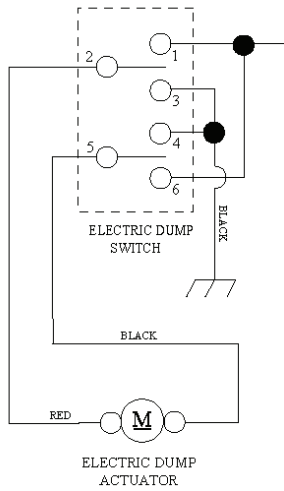 1
2
3
4
5
6
ELECTRIC DUMP
SWITCH
BLACK
BLACK
RED
M
ELECTRIC DUMP
ACTUATOR